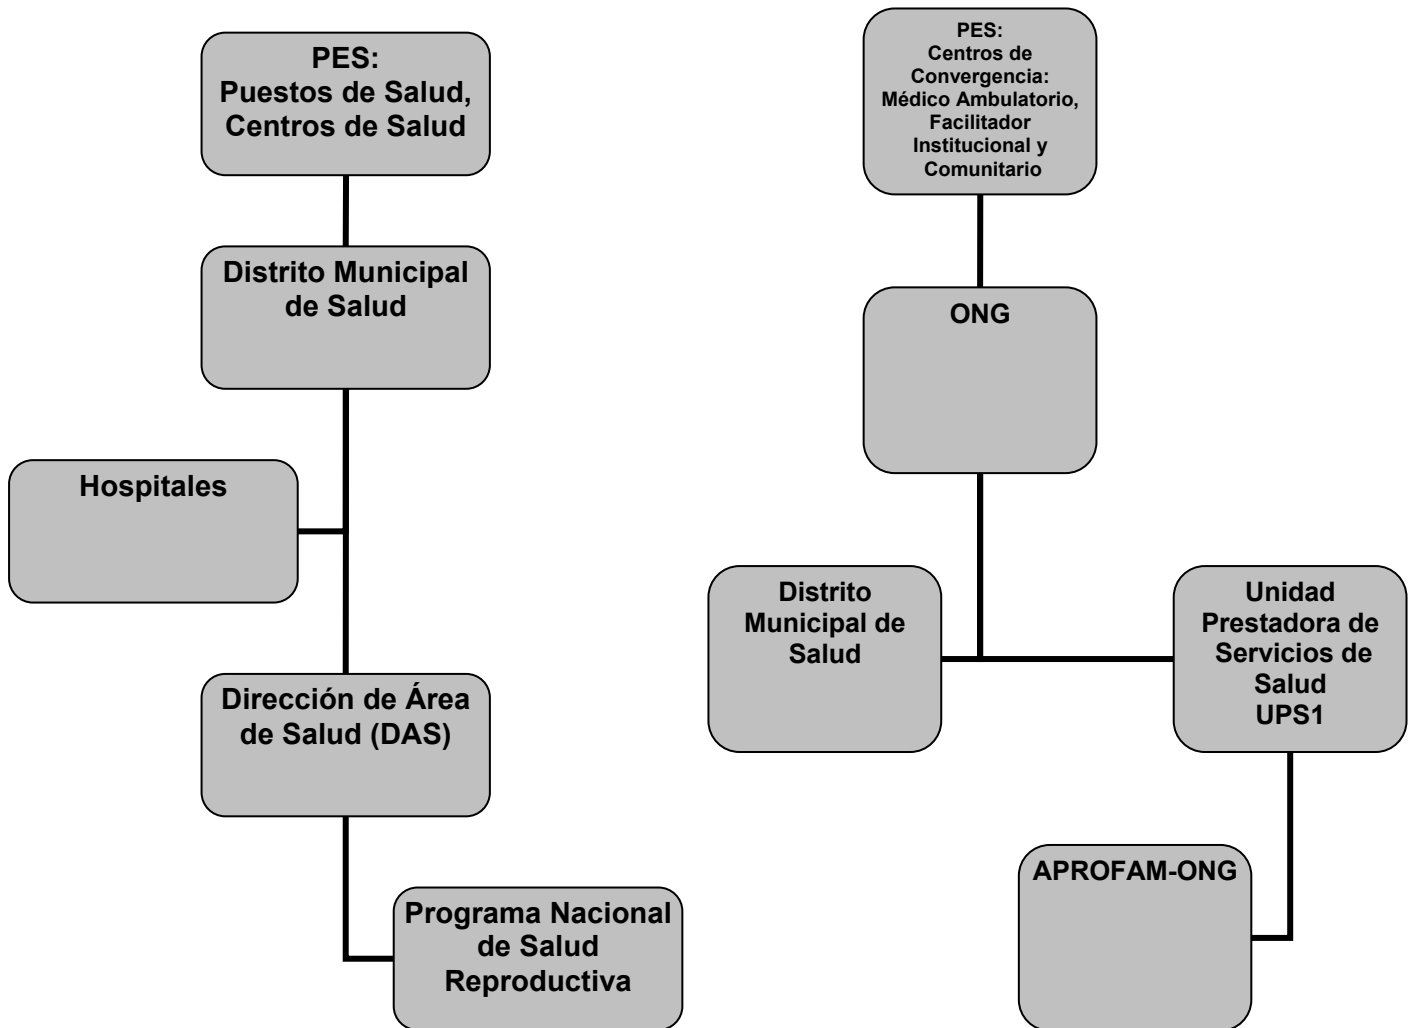 PES:
Puestos de Salud,
Centros de Salud
Distrito Municipal
de Salud
Hospitales
Dirección de Área
de Salud (DAS)
Programa Nacional
de Salud
Reproductiva
PES:
Centros de
Convergencia:
Médico Ambulatorio,
Facilitador
Institucional y
Comunitario
ONG
Distrito
Municipal de
Salud
Unidad
Prestadora de
Servicios de
Salud
UPS1
APROFAM-ONG